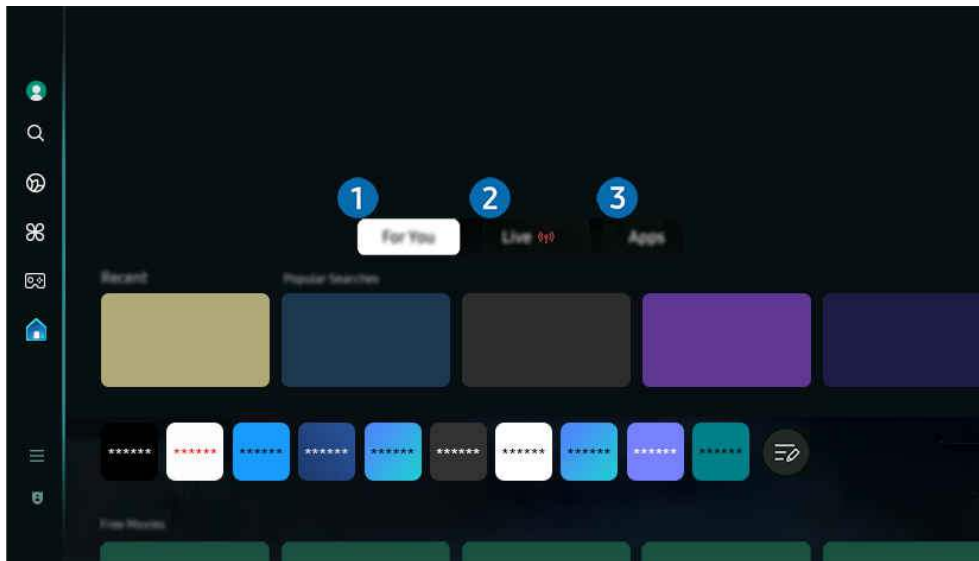 1 2 3
For You Live Apps
Recent Popular Searches
****** ****** ****** ****** ****** ****** ****** ****** ****** ******
Free Movies